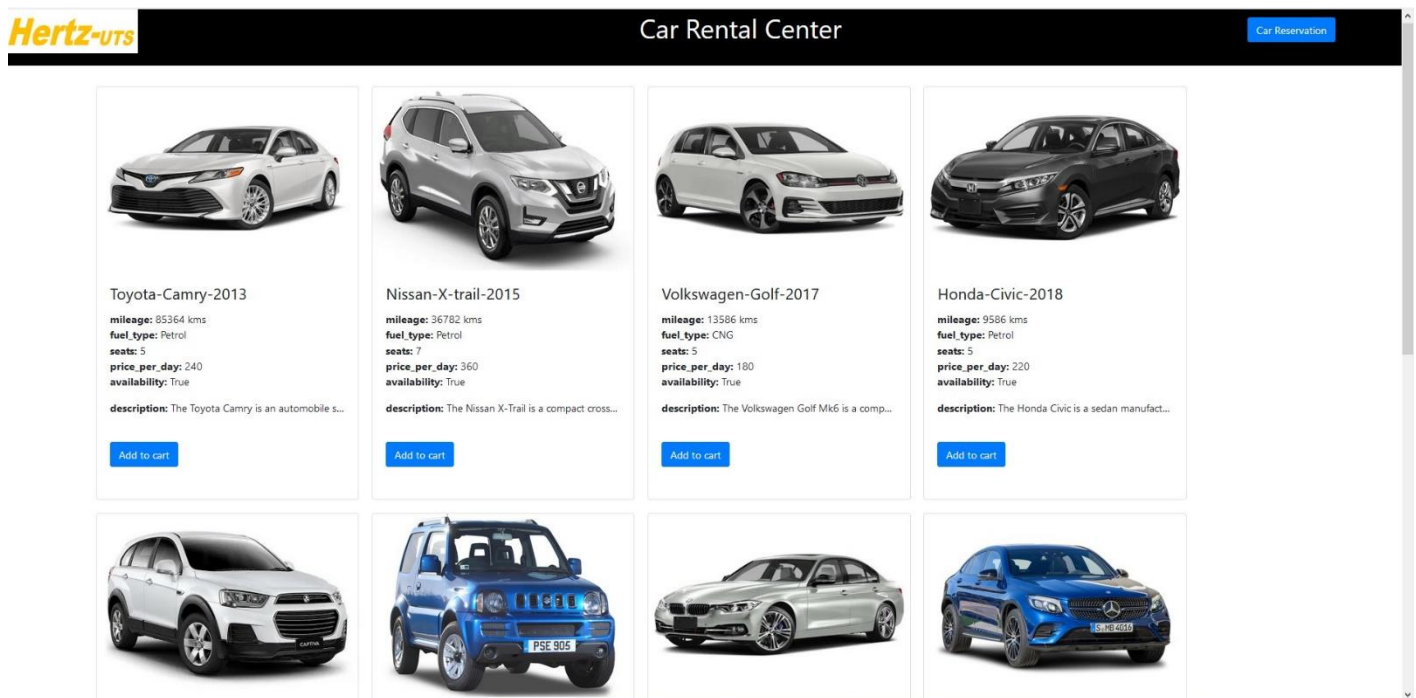 Hertz-UTS
Car Rental Center
Car Reservation
Toyota-Camry-2013
mileage: 85364 kms
fuel_type: Petrol
seats: 5
price_per_day: 240
availability: True
description: The Toyota Camry is an automobile s...
Add to cart
Nissan-X-trail-2015
mileage: 36782 kms
fuel_type: Petrol
seats: 7
price_per_day: 360
availability: True
description: The Nissan X-Trail is a compact cross...
Add to cart
Volkswagen-Golf-2017
mileage: 13586 kms
fuel_type: CNG
seats: 5
price_per_day: 180
availability: True
description: The Volkswagen Golf Mk6 is a comp...
Add to cart
Honda-Civic-2018
mileage: 9586 kms
fuel_type: Petrol
seats: 5
price_per_day: 220
availability: True
description: The Honda Civic is a sedan manufact...
Add to cart
CAPTIVA
PSE 905
S MB 4016